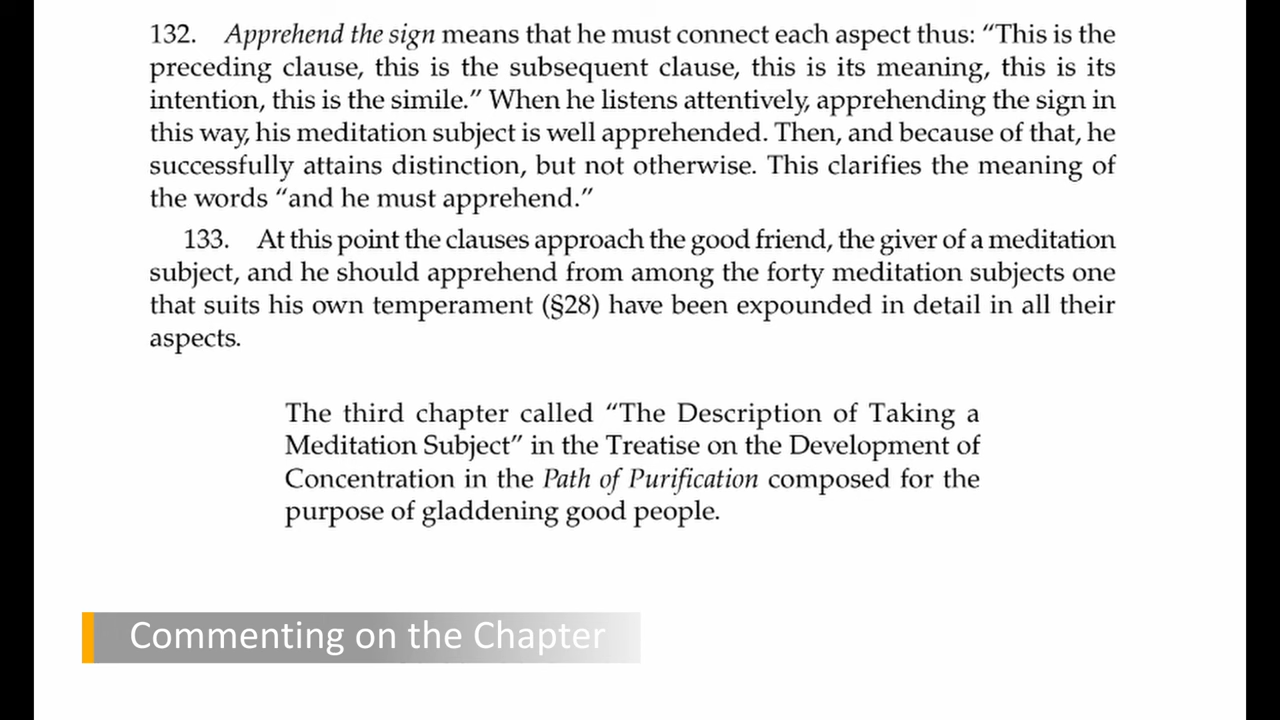 132. Apprehend the sign means that he must connect each aspect thus: “This is the
preceding clause, this is the subsequent clause, this is its meaning, this is its
intention, this is the simile.” When he listens attentively, apprehending the sign in
this way, his meditation subject is well apprehended. Then, and because of that, he
successfully attains distinction, but not otherwise. This clarifies the meaning of
the words “and he must apprehend.”
133. At this point the clauses approach the good friend, the giver of a meditation
subject, and he should apprehend from among the forty meditation subjects one
that suits his own temperament (§28) have been expounded in detail in all their
aspects.
The third chapter called “The Description of Taking a
Meditation Subject” in the Treatise on the Development of
Concentration in the Path of Purification composed for the
purpose of gladdening good people.
Commenting on the Chapter